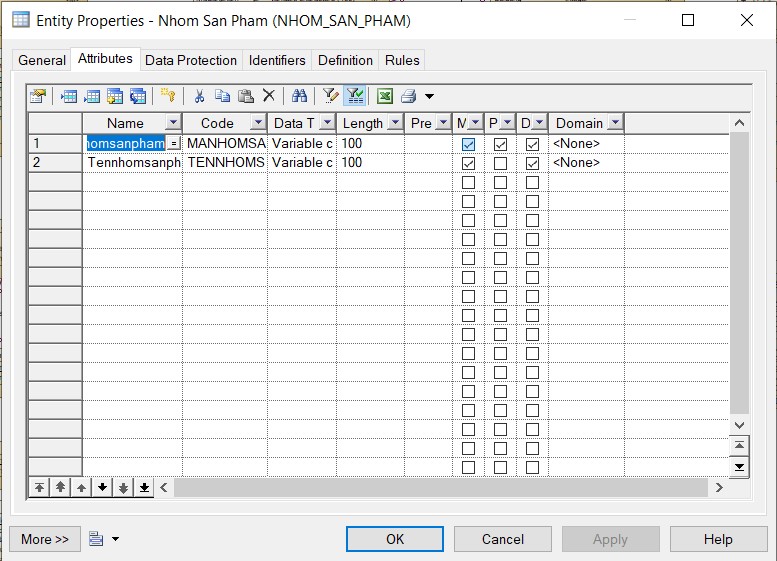 Entity Properties - Nhom San Pham (NHOM_SAN_PHAM)
General Attributes Data Protection Identifiers Definition Rules
Name Code Data T Length Pre M P D Domain
1 homsanpham = MANHOMSA Variable c 100 <None>
2 Tennhomsanph TENNHOMS Variable c 100 <None>
More >> OK Cancel Apply Help